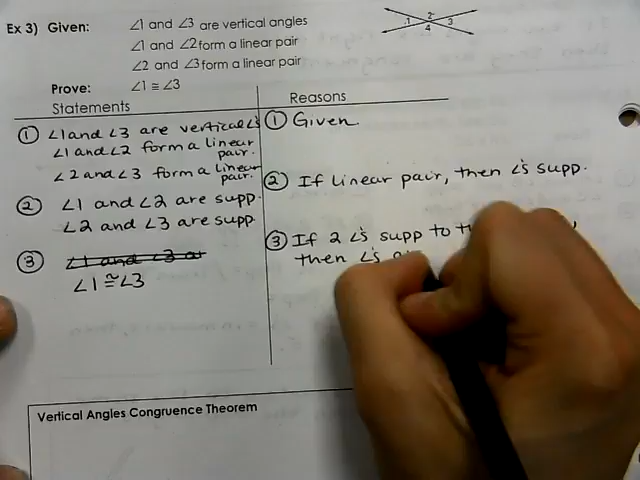 Ex 3) Given: ∠1 and ∠3 are vertical angles
∠1 and ∠2 form a linear pair
∠2 and ∠3 form a linear pair
1 2 3 4
Prove: ∠1 ≅ ∠3
Statements Reasons
① ∠1 and ∠3 are vertical ∠'s
∠1 and ∠2 form a linear pair.
∠2 and ∠3 form a linear pair.
① Given.
② ∠1 and ∠2 are supp.
∠2 and ∠3 are supp
② If linear pair, then ∠'s supp.
③ ∠1 and ∠3 ar
∠1 ≅ ∠3
③ If 2 ∠'s supp to
then ∠'s
Vertical Angles Congruence Theorem